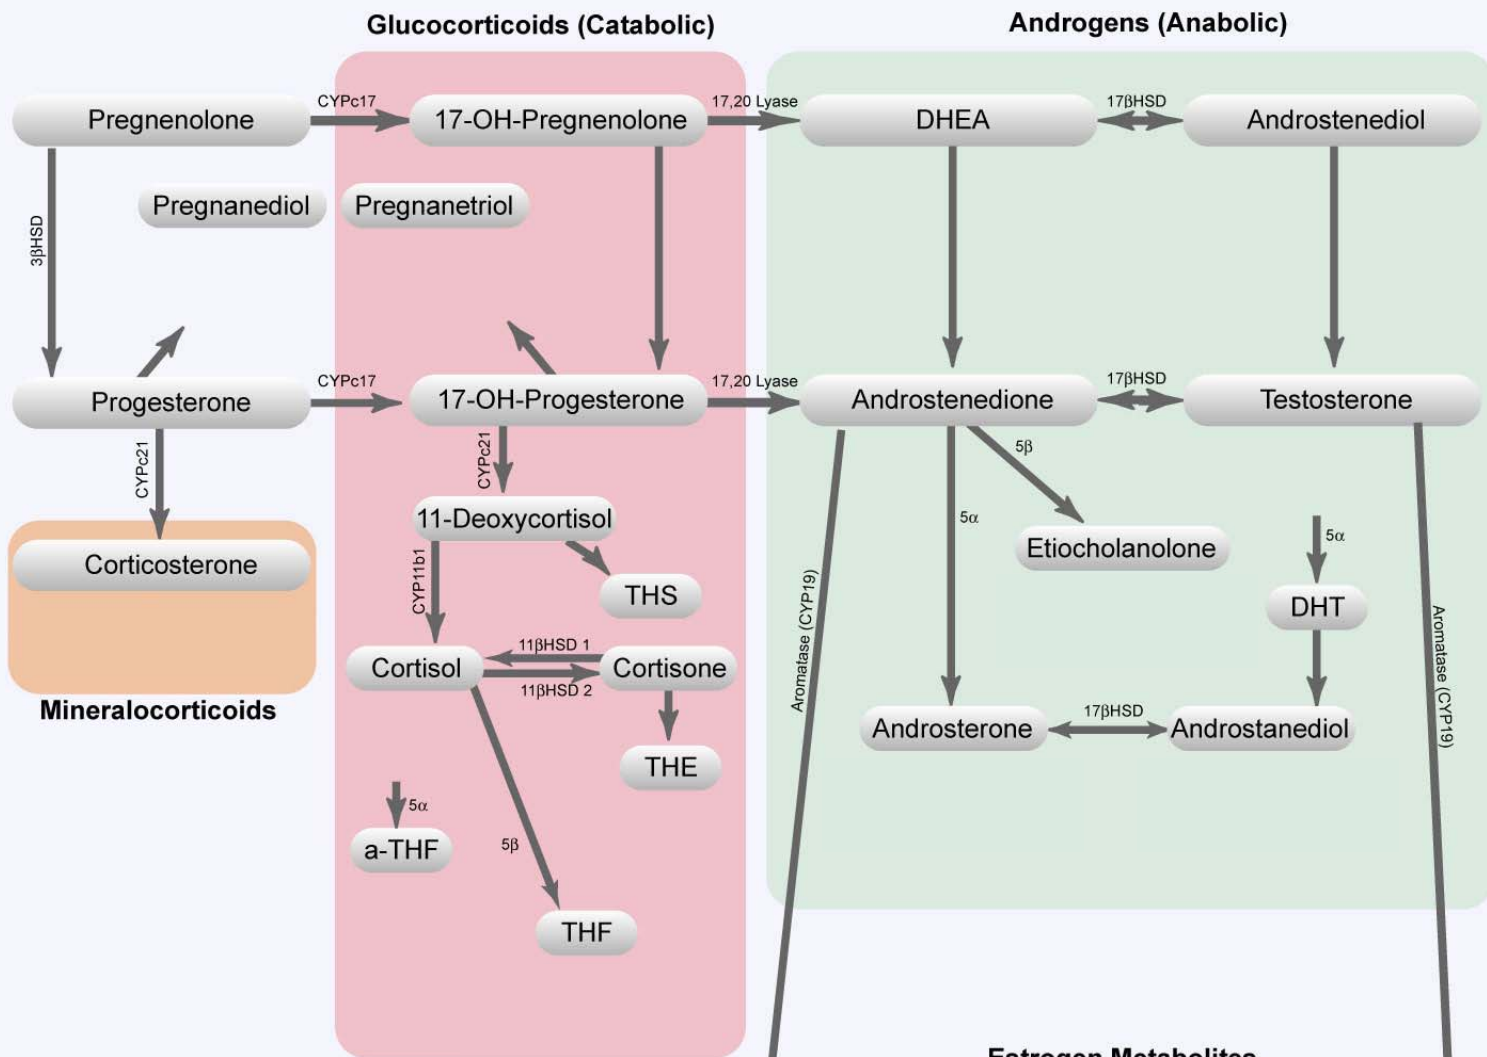 Glucocorticoids (Catabolic)
Androgens (Anabolic)
Pregnenolone
CYPc17
17-OH-Pregnenolone
17,20 Lyase
DHEA
17βHSD
Androstenediol
3βHSD
Pregnanediol
Pregnanetriol
Progesterone
CYPc17
17-OH-Progesterone
17,20 Lyase
Androstenedione
17βHSD
Testosterone
CYPc21
CYPc21
5β
11-Deoxycortisol
5α
Etiocholanolone
5α
Corticosterone
CYP11b1
THS
DHT
Aromatase (CYP19)
Aromatase (CYP19)
Cortisol
11βHSD 1
11βHSD 2
Cortisone
Mineralocorticoids
Androsterone
17βHSD
Androstanediol
THE
5α
a-THF
5β
THF
Estrogen Metabolites